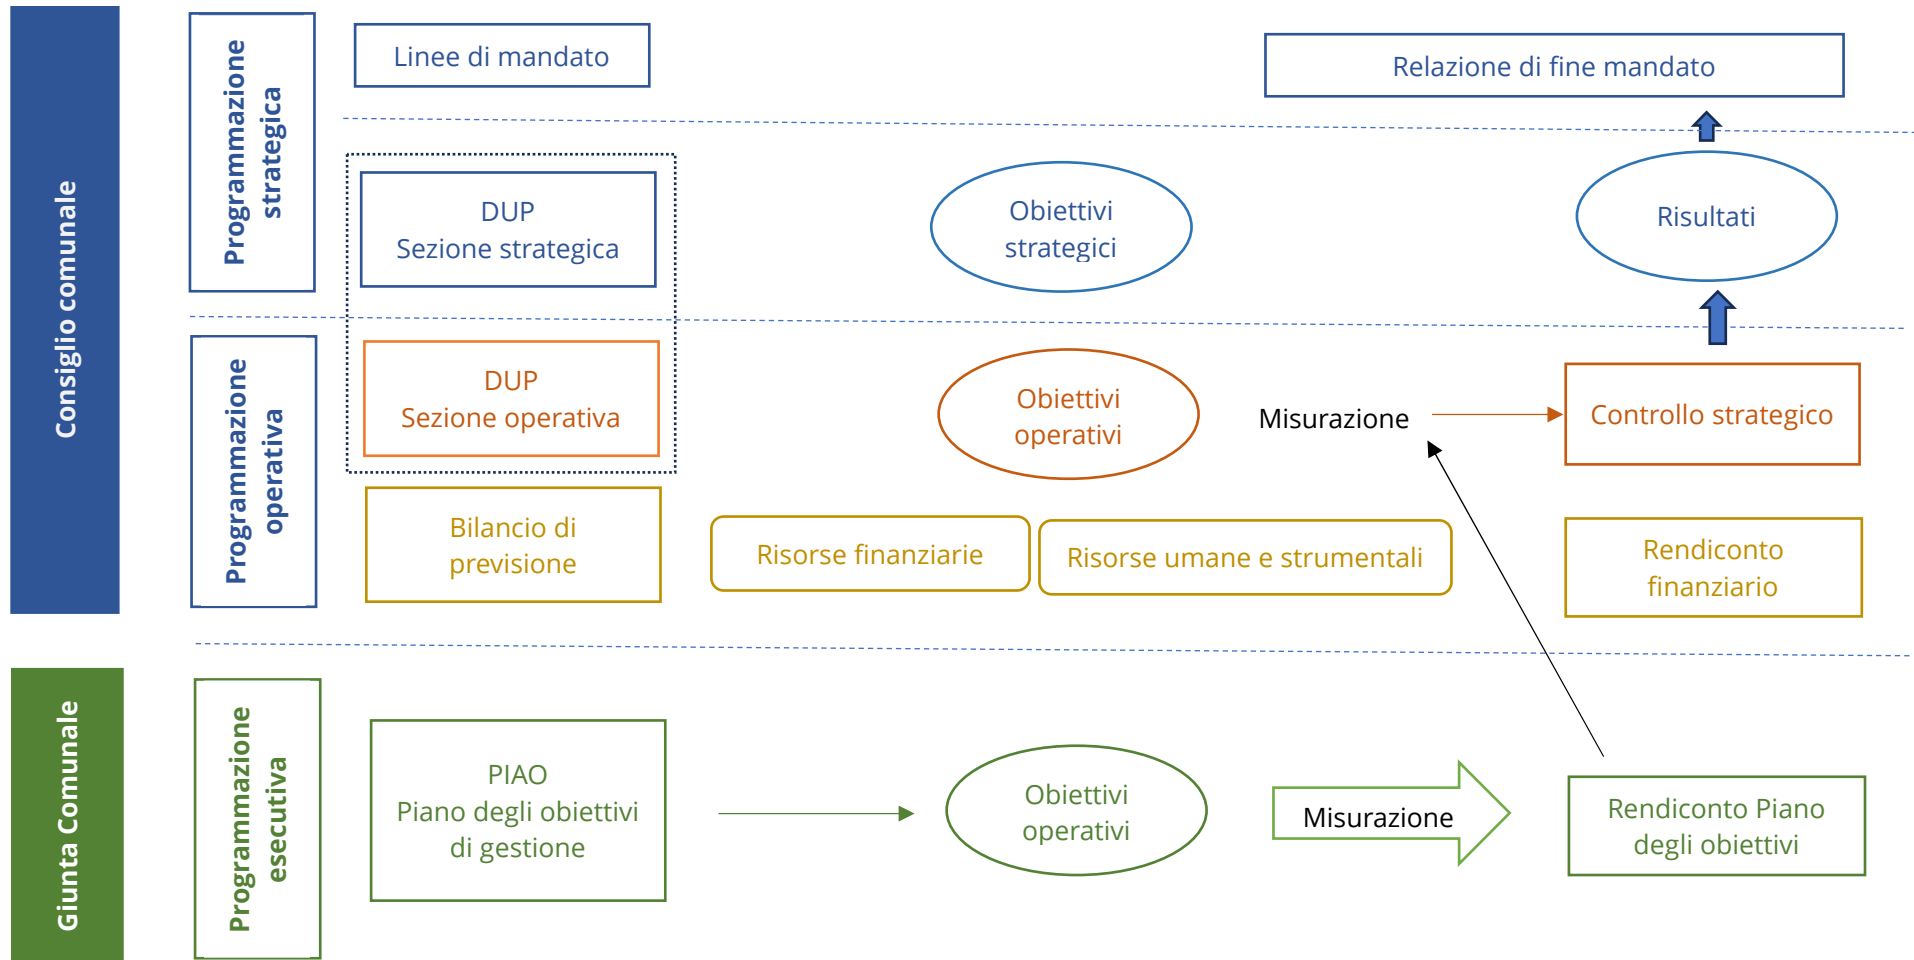 Consiglio comunale
Programmazione
strategica
Linee di mandato
Relazione di fine mandato
DUP
Sezione strategica
Obiettivi
strategici
Risultati
Programmazione
operativa
DUP
Sezione operativa
Obiettivi
operativi
Misurazione
Controllo strategico
Bilancio di
previsione
Risorse finanziarie
Risorse umane e strumentali
Rendiconto
finanziario
Giunta Comunale
Programmazione
esecutiva
PIAO
Piano degli obiettivi
di gestione
Obiettivi
operativi
Misurazione
Rendiconto Piano
degli obiettivi